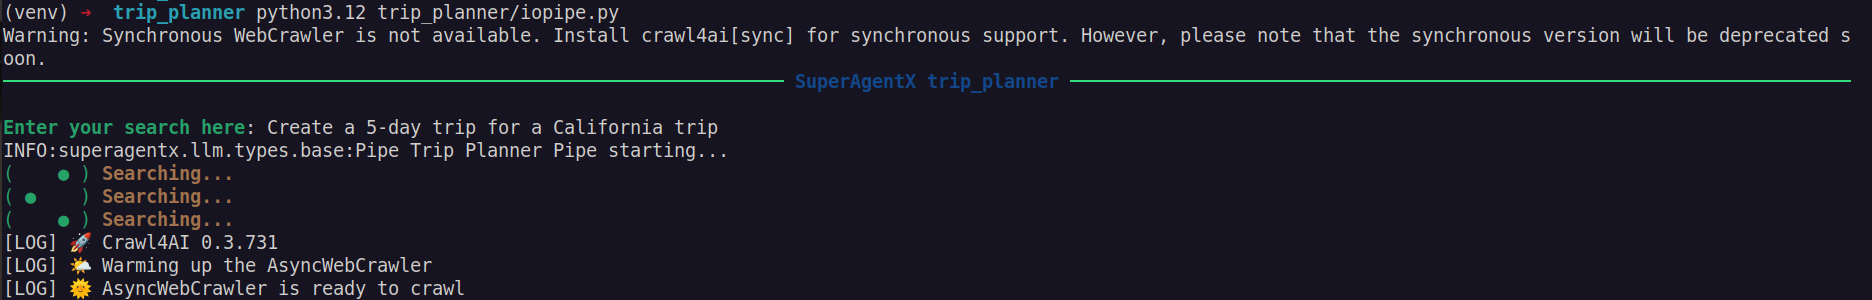 (venv) → trip_planner python3.12 trip_planner/iopipe.py
Warning: Synchronous WebCrawler is not available. Install crawl4ai[sync] for synchronous support. However, please note that the synchronous version will be deprecated s
oon.
SuperAgentX trip_planner
Enter your search here: Create a 5-day trip for a California trip
INFO:superagentx.llm.types.base:Pipe Trip Planner Pipe starting...
(    ● ) Searching...
( ●    ) Searching...
(    ● ) Searching...
[LOG] 🚀 Crawl4AI 0.3.731
[LOG] 🌤️ Warming up the AsyncWebCrawler
[LOG] 🌞 AsyncWebCrawler is ready to crawl